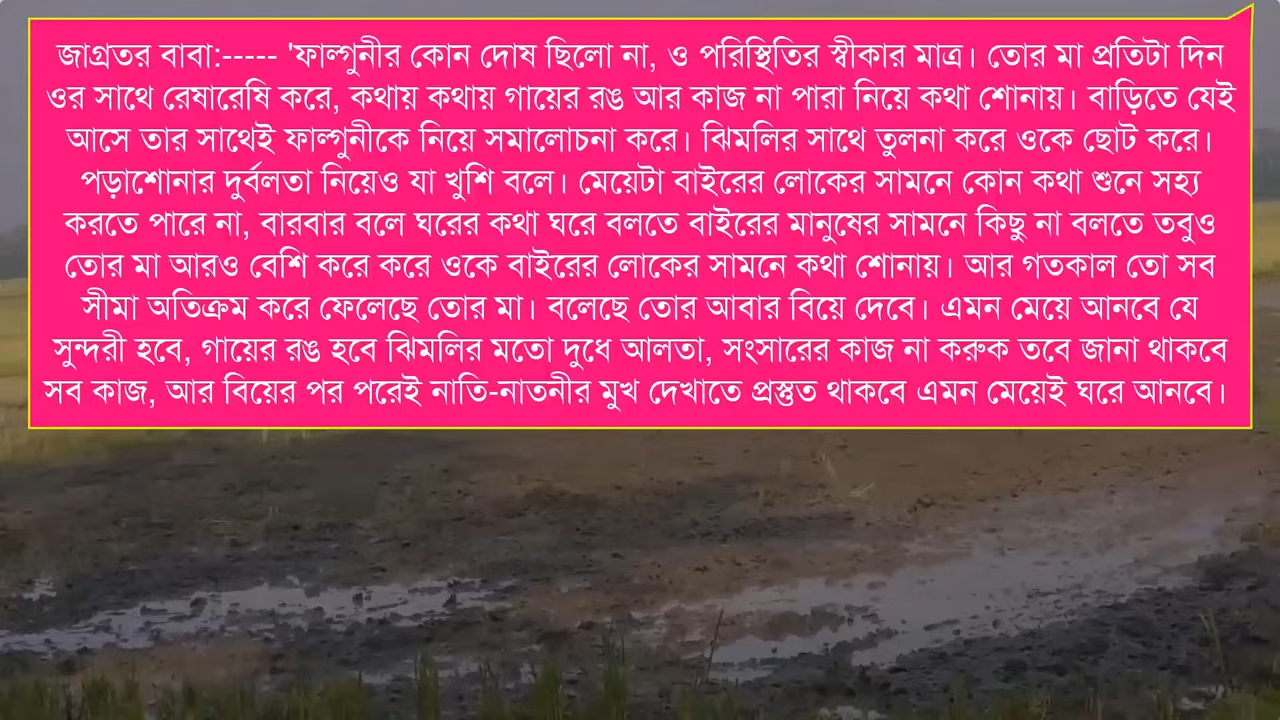 জাগ্রতর বাবা:----- 'ফাল্গুনীর কোন দোষ ছিলো না, ও পরিস্থিতির স্বীকার মাত্র। তোর মা প্রতিটা দিন
ওর সাথে রেষারেষি করে, কথায় কথায় গায়ের রঙ আর কাজ না পারা নিয়ে কথা শোনায়। বাড়িতে যেই
আসে তার সাথেই ফাল্গুনীকে নিয়ে সমালোচনা করে। ঝিমলির সাথে তুলনা করে ওকে ছোট করে।
পড়াশোনার দুর্বলতা নিয়েও যা খুশি বলে। মেয়েটা বাইরের লোকের সামনে কোন কথা শুনে সহ্য
করতে পারে না, বারবার বলে ঘরের কথা ঘরে বলতে বাইরের মানুষের সামনে কিছু না বলতে তবুও
তোর মা আরও বেশি করে করে ওকে বাইরের লোকের সামনে কথা শোনায়। আর গতকাল তো সব
সীমা অতিক্রম করে ফেলেছে তোর মা। বলেছে তোর আবার বিয়ে দেবে। এমন মেয়ে আনবে যে
সুন্দরী হবে, গায়ের রঙ হবে ঝিমলির মতো দুধে আলতা, সংসারের কাজ না করুক তবে জানা থাকবে
সব কাজ, আর বিয়ের পর পরেই নাতি-নাতনীর মুখ দেখাতে প্রস্তুত থাকবে এমন মেয়েই ঘরে আনবে।